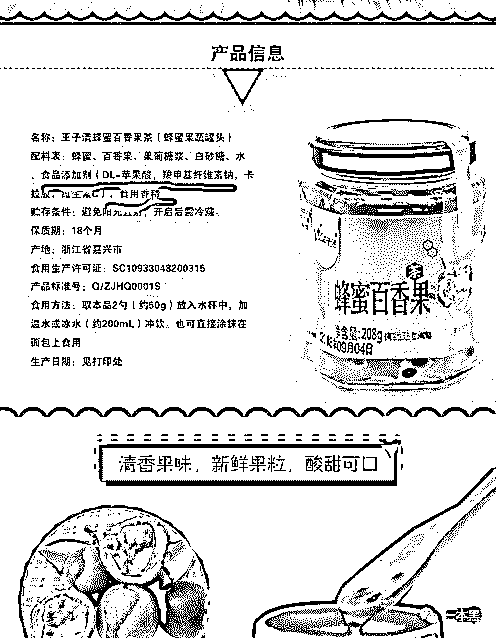 产品信息
名称：王子清蜂蜜百香果茶（蜂蜜果蔬罐头）
配料表：蜂蜜、百香果、果葡糖浆、白砂糖、水
、食品添加剂（DL-苹果酸，羧甲基纤维素钠，卡
食用香精
贮存条件：避免阳光直射，开启后需冷藏。
保质期：18个月
产地：浙江省嘉兴市
食用生产许可证：SC10933048200315
产品标准号：Q/ZJHQ0001S
食用方法：取本品2勺（约50g）放入水杯中，加
温水或冰水（约200mL）冲饮，也可直接涂抹在
面包上食用
生产日期：见打印处
茶
蜂蜜百香果
净含量:208g
清香果味，新鲜果粒，酸甜可口